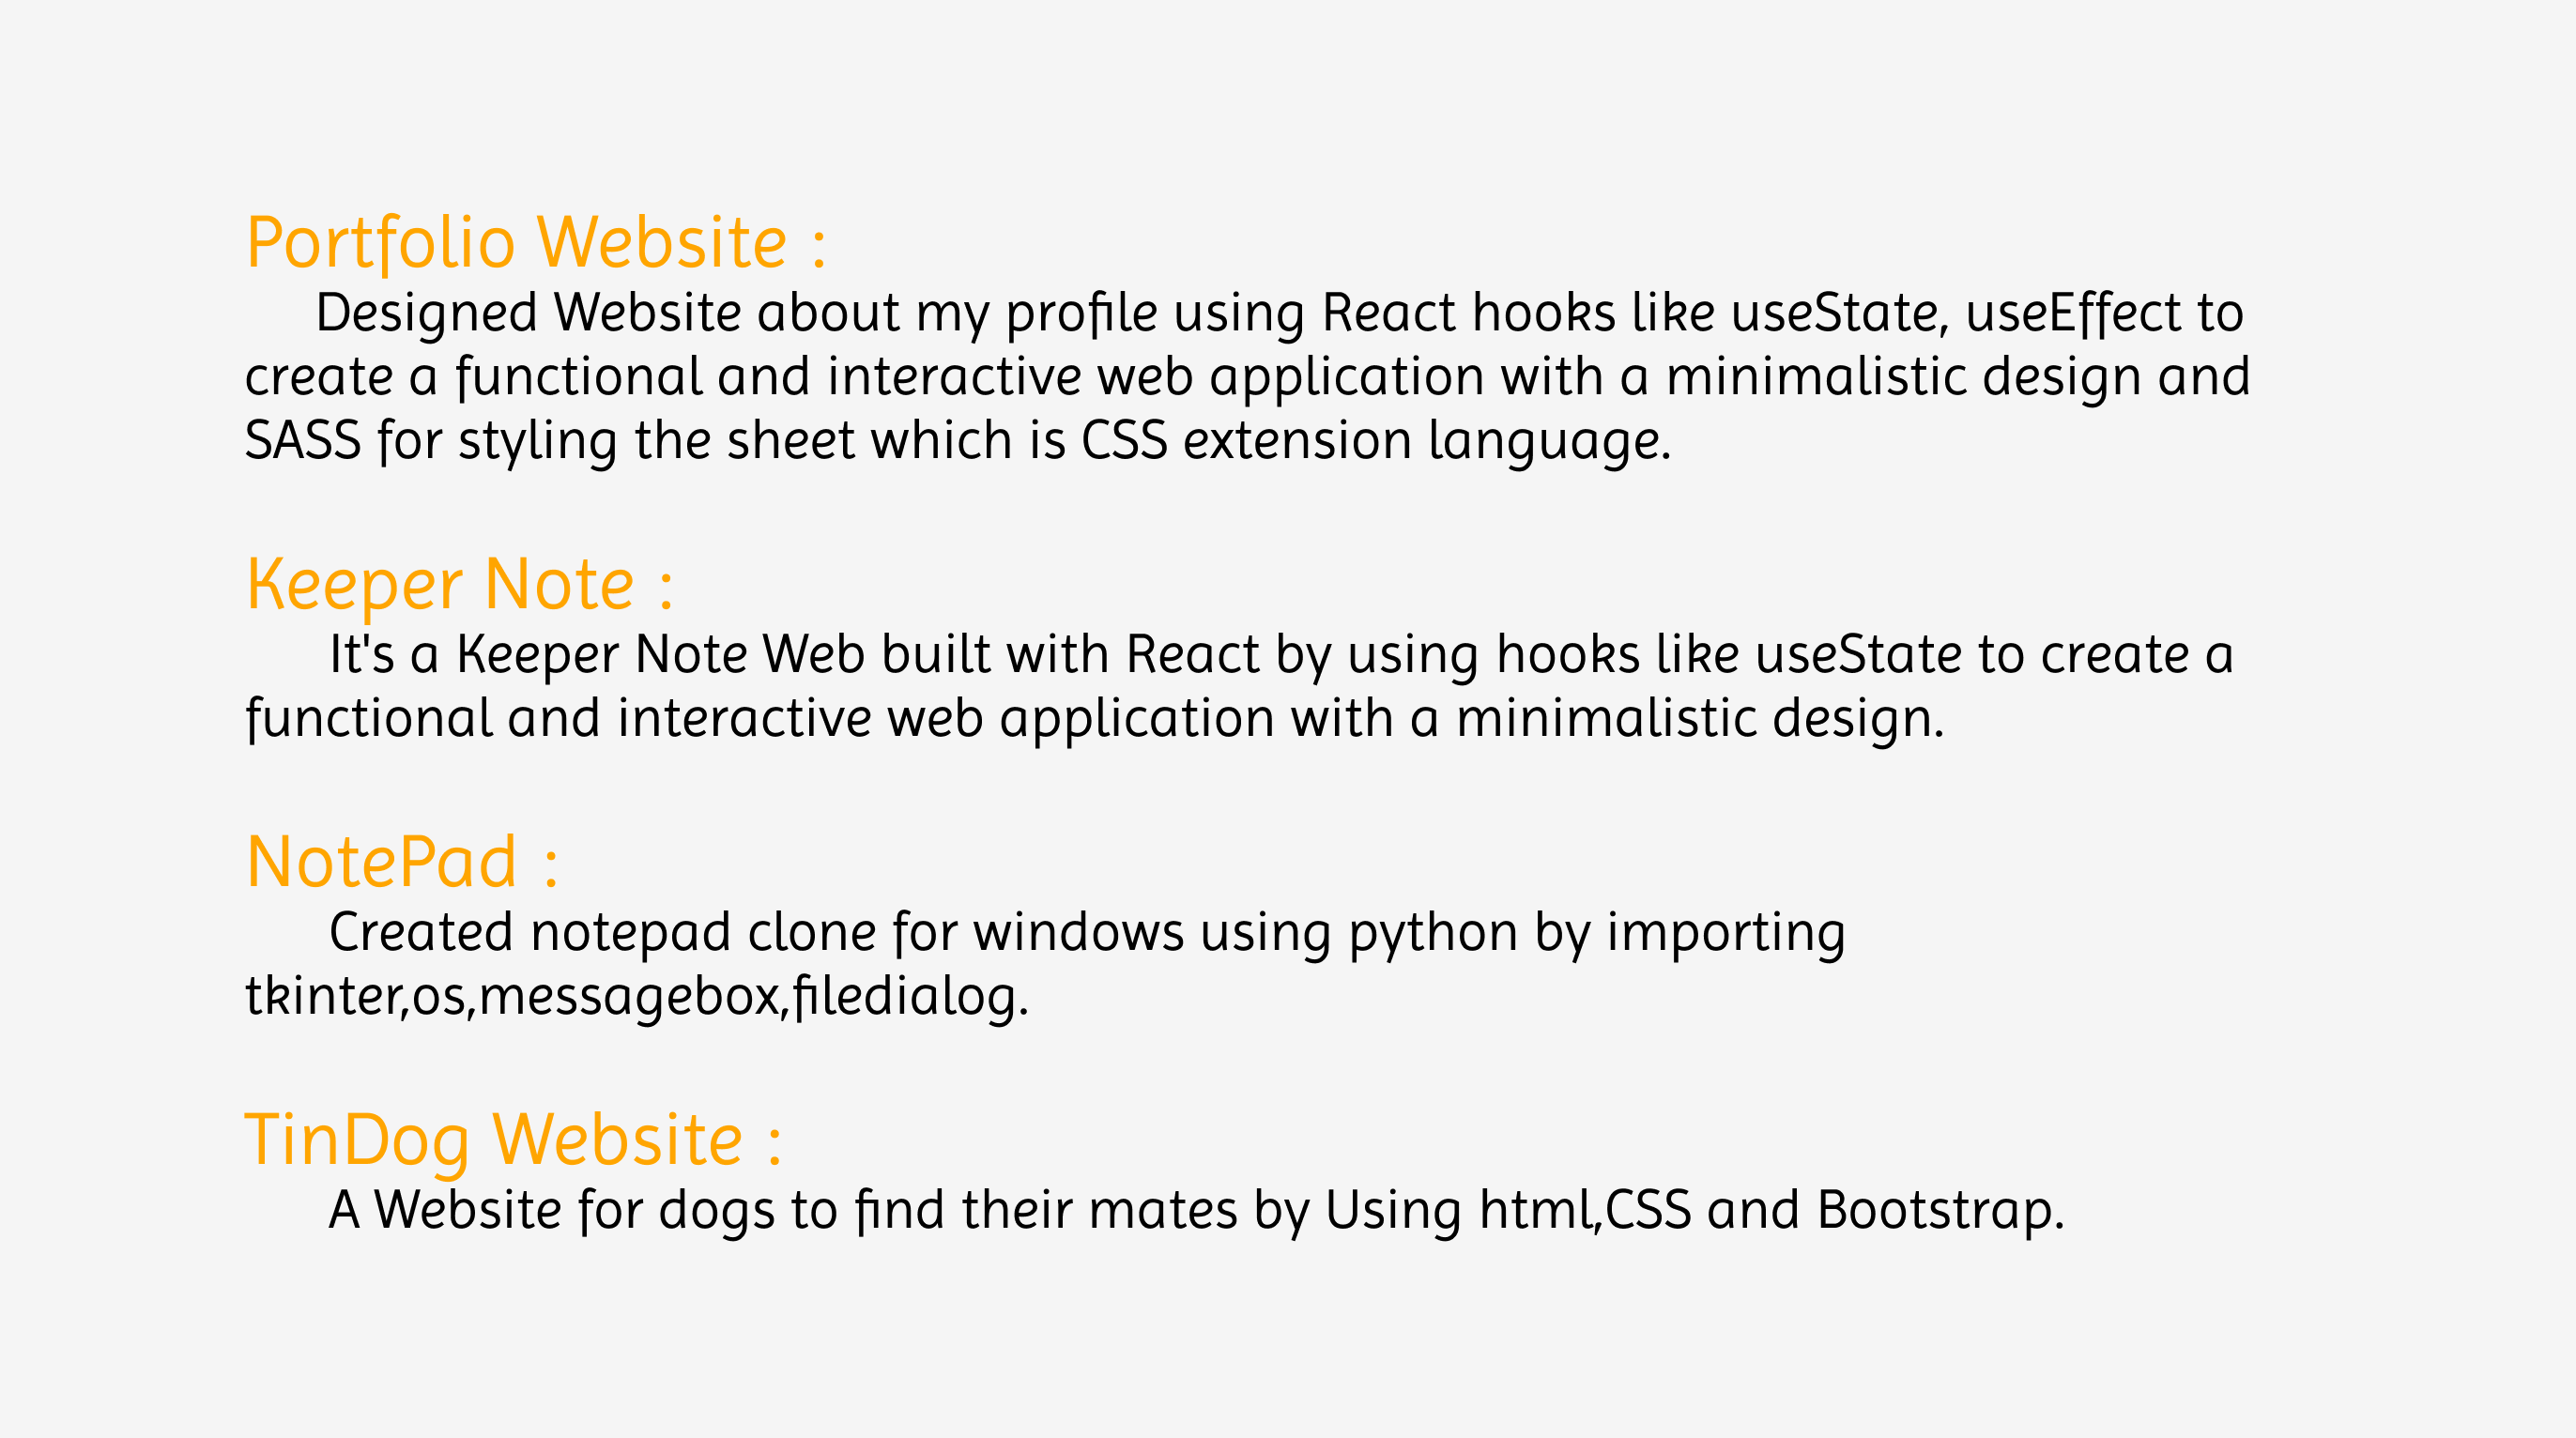 Portfolio Website :
Designed Website about my profile using React hooks like useState, useEffect to
create a functional and interactive web application with a minimalistic design and
SASS for styling the sheet which is CSS extension language.
Keeper Note :
It's a Keeper Note Web built with React by using hooks like useState to create a
functional and interactive web application with a minimalistic design.
NotePad :
Created notepad clone for windows using python by importing
tkinter,os,messagebox,filedialog.
TinDog Website :
A Website for dogs to find their mates by Using html,CSS and Bootstrap.